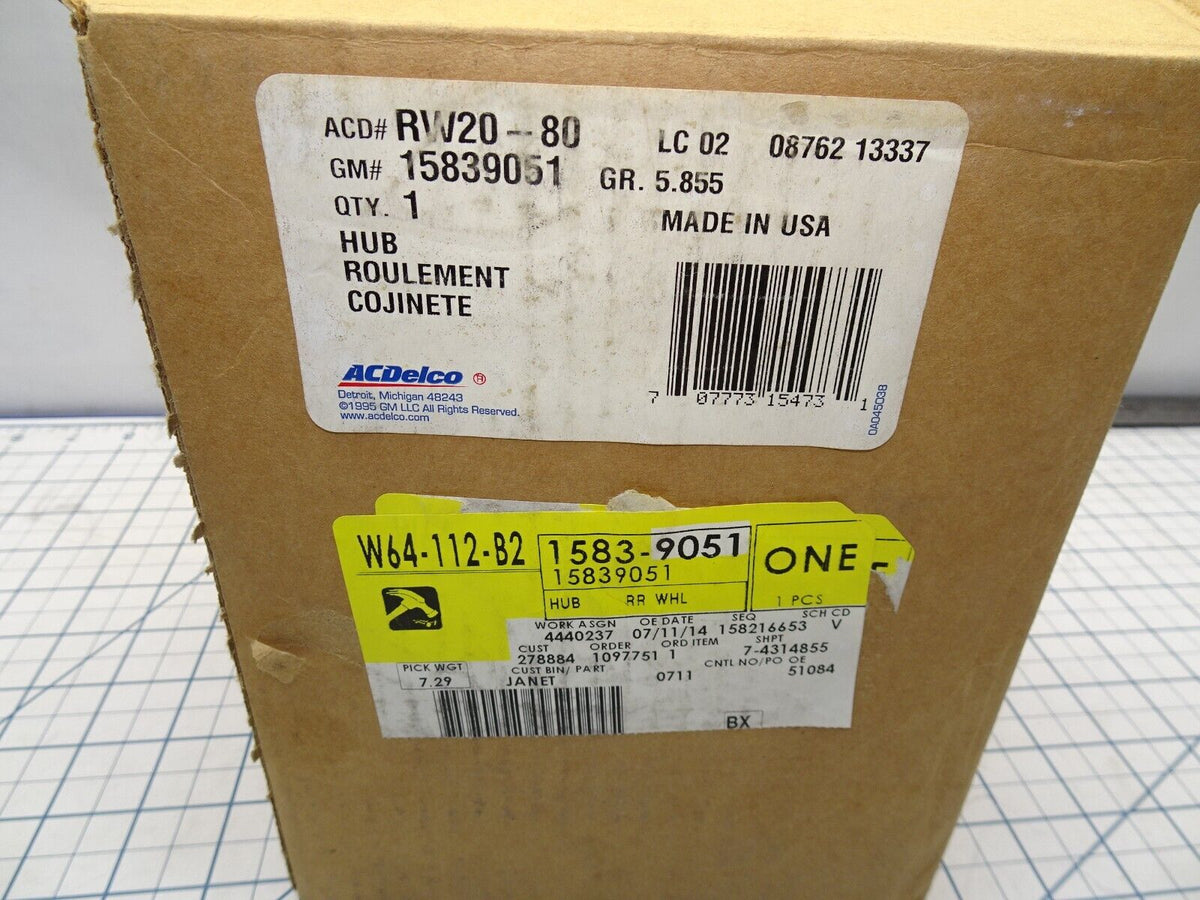 ACD# RW20-80 LC 02 08762 13337
GM# 15839051 GR. 5.855
QTY. 1 MADE IN USA
HUB
ROULEMENT
COJINETE
ACDelco ®
Detroit, Michigan 48243
©1995 GM LLC All Rights Reserved.
www.acdelco.com
7 07773 15473 1
0A045038
W64-112-B2 1583-9051 ONE
15839051
HUB RR WHL 1 PCS
WORK ASGN OE DATE SEQ SCH CD
4440237 07/11/14 158216653 V
CUST ORDER ORD ITEM SHPT
278884 1097751 1 7-4314855
PICK WGT CUST BIN/ PART CNTL NO/PO OE
7.29 JANET 0711 51084
BX